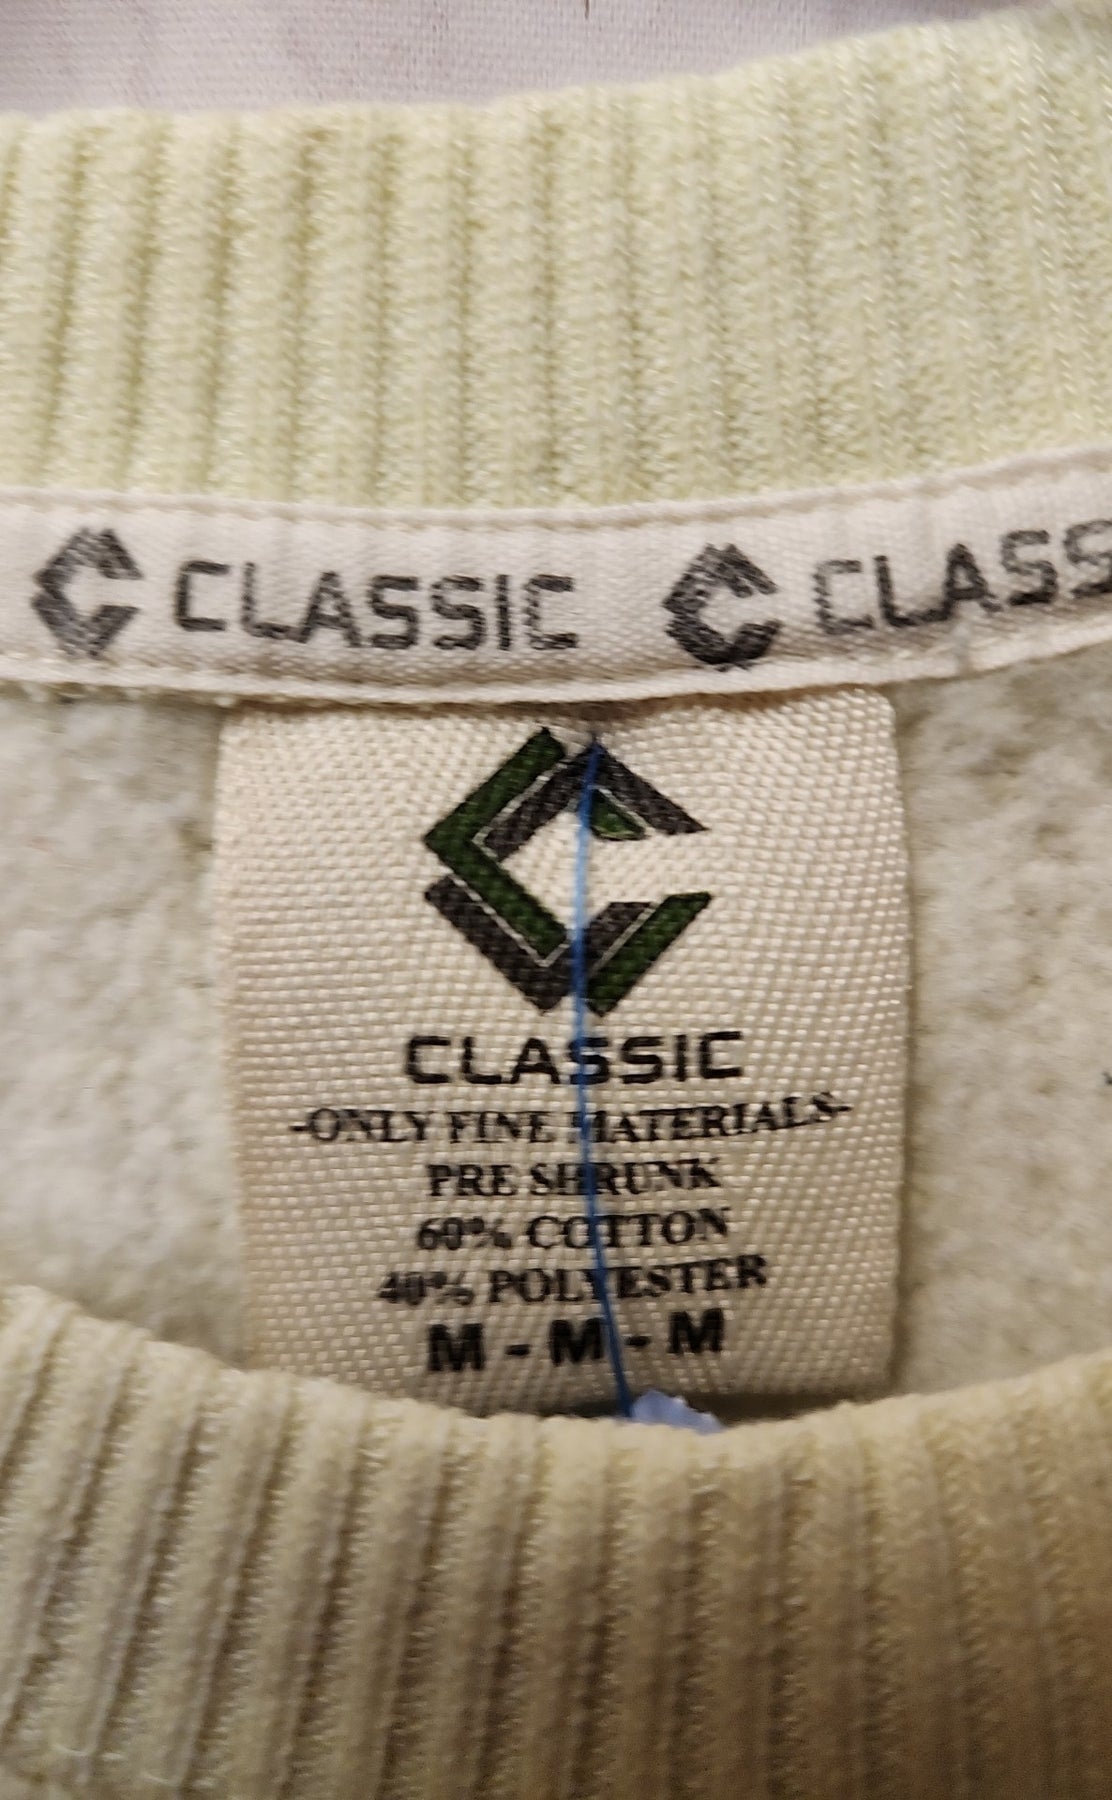 CLASSIC CLASS
CLASSIC
-ONLY FINE MATERIALS-
PRE SHRUNK
60% COTTON
40% POLYESTER
M - M - M